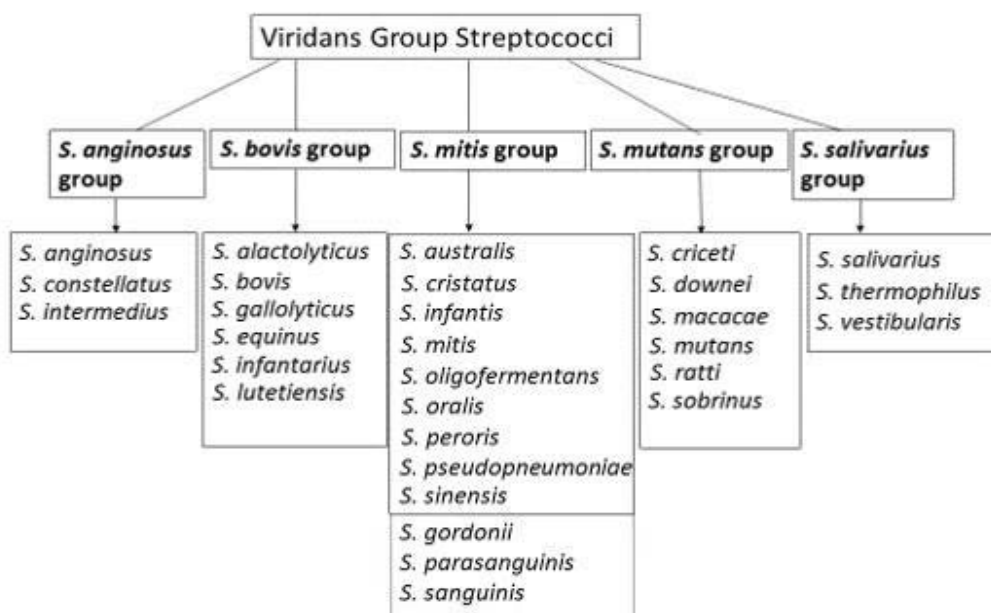 Viridans Group Streptococci
S. anginosus
group
S. bovis group
S. mitis group
S. mutans group
S. salivarius
group
S. anginosus
S. constellatus
S. intermedius
S. alactolyticus
S. bovis
S. gallolyticus
S. equinus
S. infantarius
S. lutetiensis
S. australis
S. cristatus
S. infantis
S. mitis
S. oligofermentans
S. oralis
S. peroris
S. pseudopneumoniae
S. sinensis
S. gordonii
S. parasanguinis
S. sanguinis
S. criceti
S. downei
S. macacae
S. mutans
S. ratti
S. sobrinus
S. salivarius
S. thermophilus
S. vestibularis